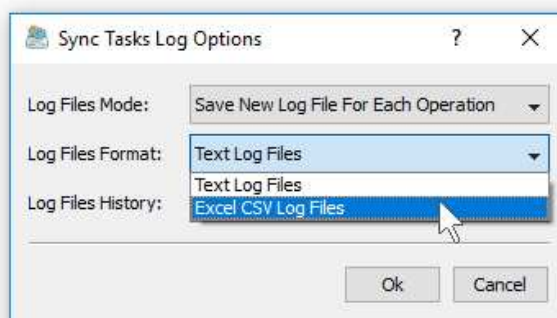 Sync Tasks Log Options ?
Log Files Mode: Save New Log File For Each Operation
Log Files Format: Text Log Files
Text Log Files
Log Files History: Excel CSV Log Files
Ok Cancel